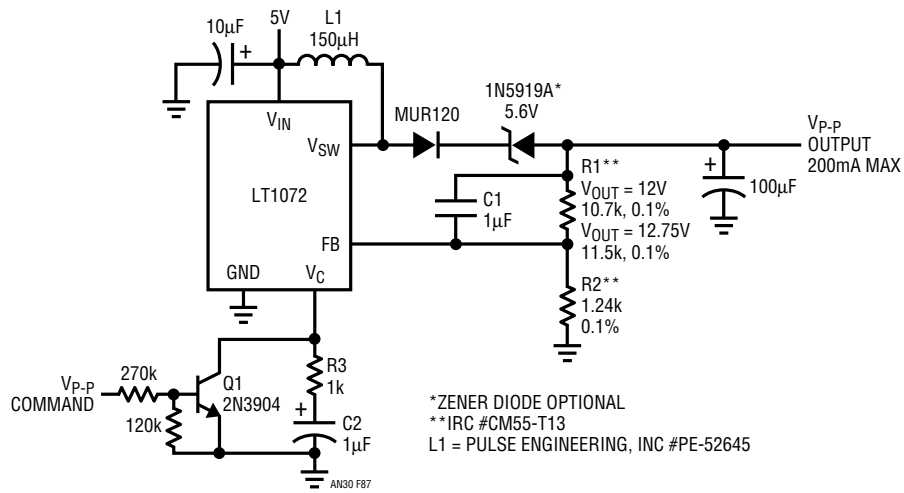 10µF
5V
L1
150µH
VIN
VSW
LT1072
FB
GND
VC
MUR120
1N5919A*
5.6V
VP-P
OUTPUT
200mA MAX
100µF
+
+
C1
1µF
R1**
VOUT = 12V
10.7k, 0.1%
VOUT = 12.75V
11.5k, 0.1%
R2**
1.24k
0.1%
VP-P
COMMAND
270k
120k
Q1
2N3904
R3
1k
+
C2
1µF
*ZENER DIODE OPTIONAL
**IRC #CM55-T13
L1 = PULSE ENGINEERING, INC #PE-52645
AN30 F87